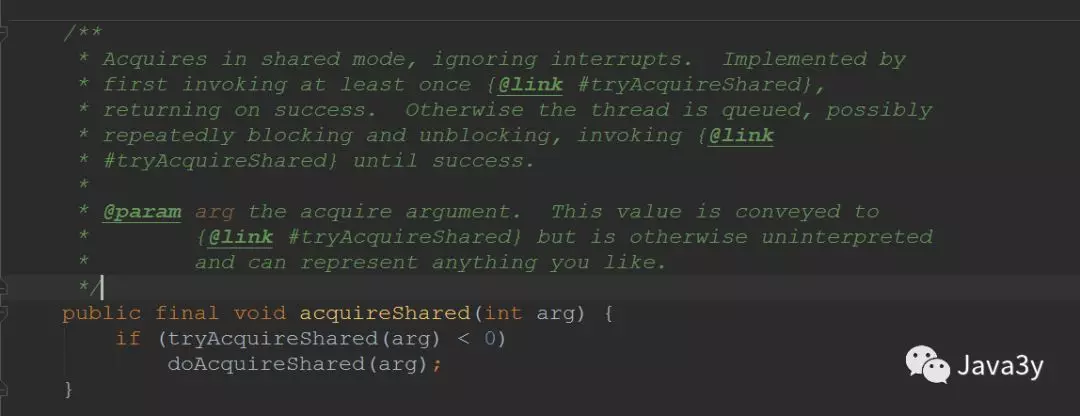 /**
* Acquires in shared mode, ignoring interrupts.  Implemented by
* first invoking at least once {@link #tryAcquireShared},
* returning on success.  Otherwise the thread is queued, possibly
* repeatedly blocking and unblocking, invoking {@link
* #tryAcquireShared} until success.
*
* @param arg the acquire argument.  This value is conveyed to
*        {@link #tryAcquireShared} but is otherwise uninterpreted
*        and can represent anything you like.
*/
public final void acquireShared(int arg) {
    if (tryAcquireShared(arg) < 0)
        doAcquireShared(arg);
}
Java3y